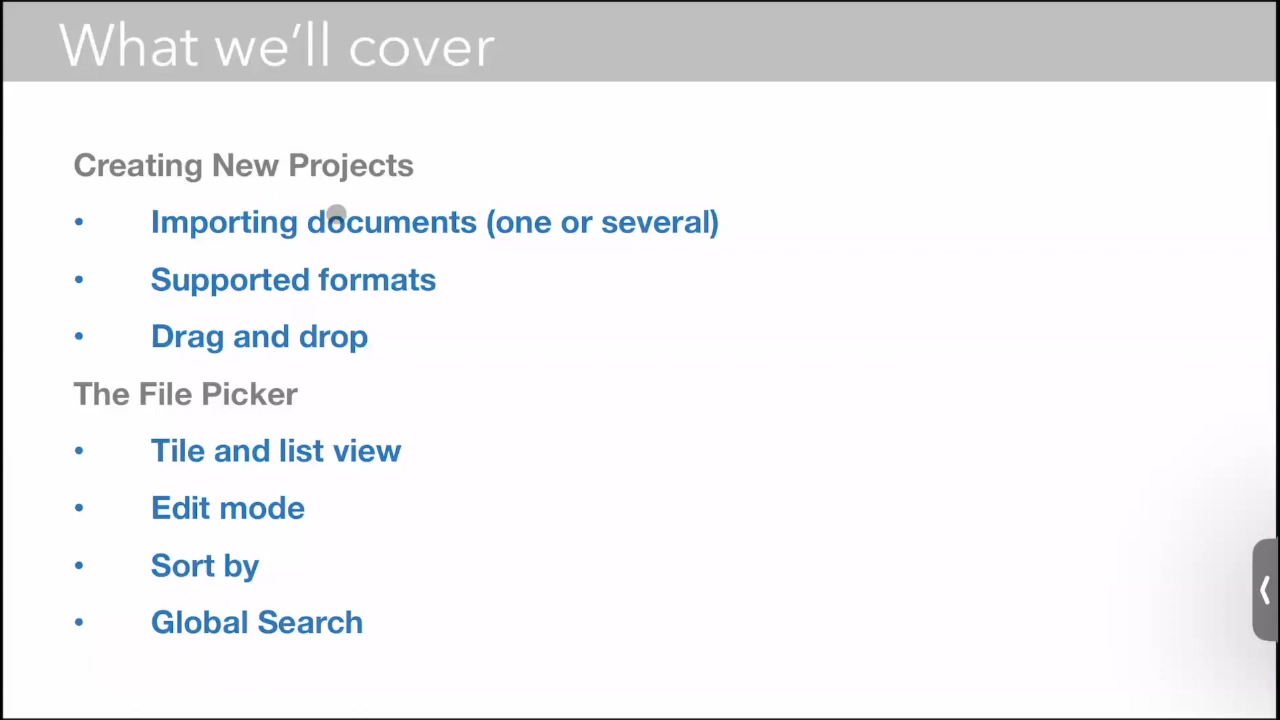 What we'll cover
Creating New Projects
• Importing documents (one or several)
• Supported formats
• Drag and drop
The File Picker
• Tile and list view
• Edit mode
• Sort by
• Global Search